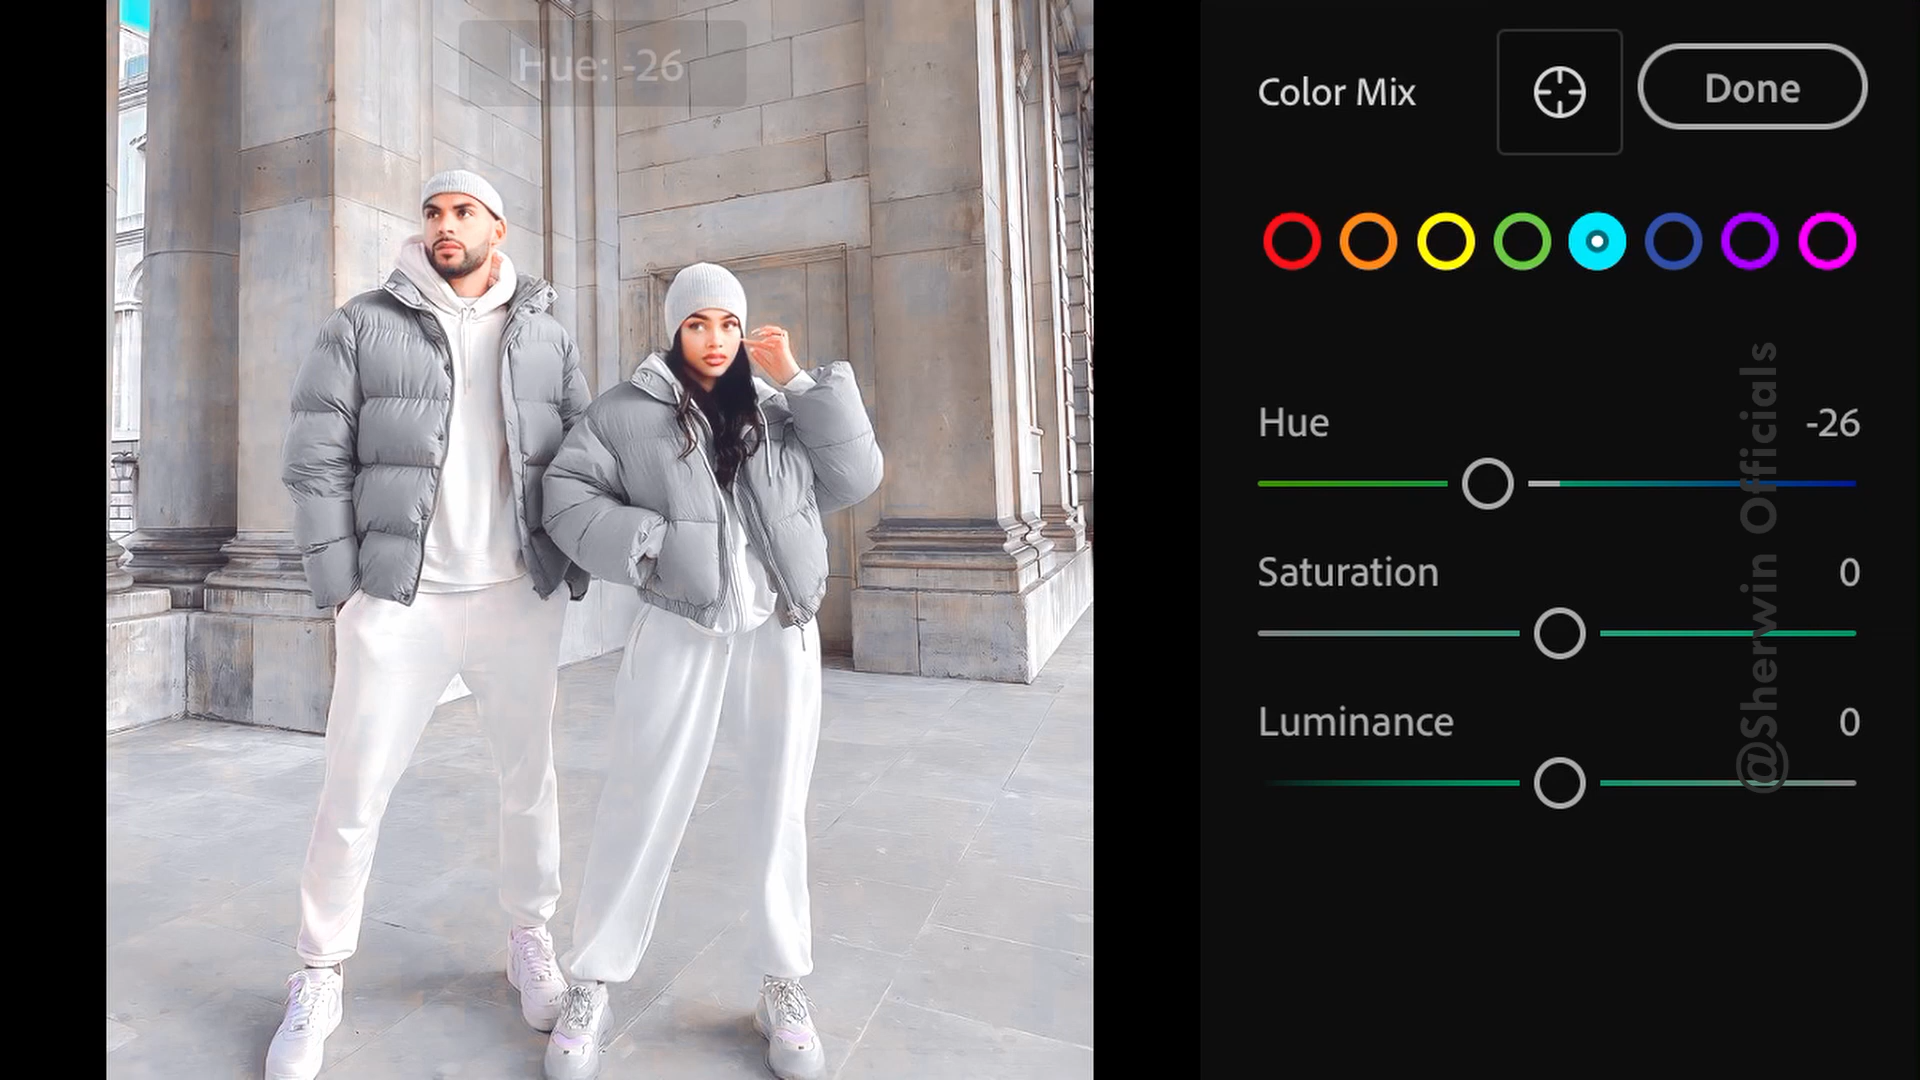 Hue: -26
Color Mix
Done
Hue
-26
Saturation
0
Luminance
0
@Sherwin Officials